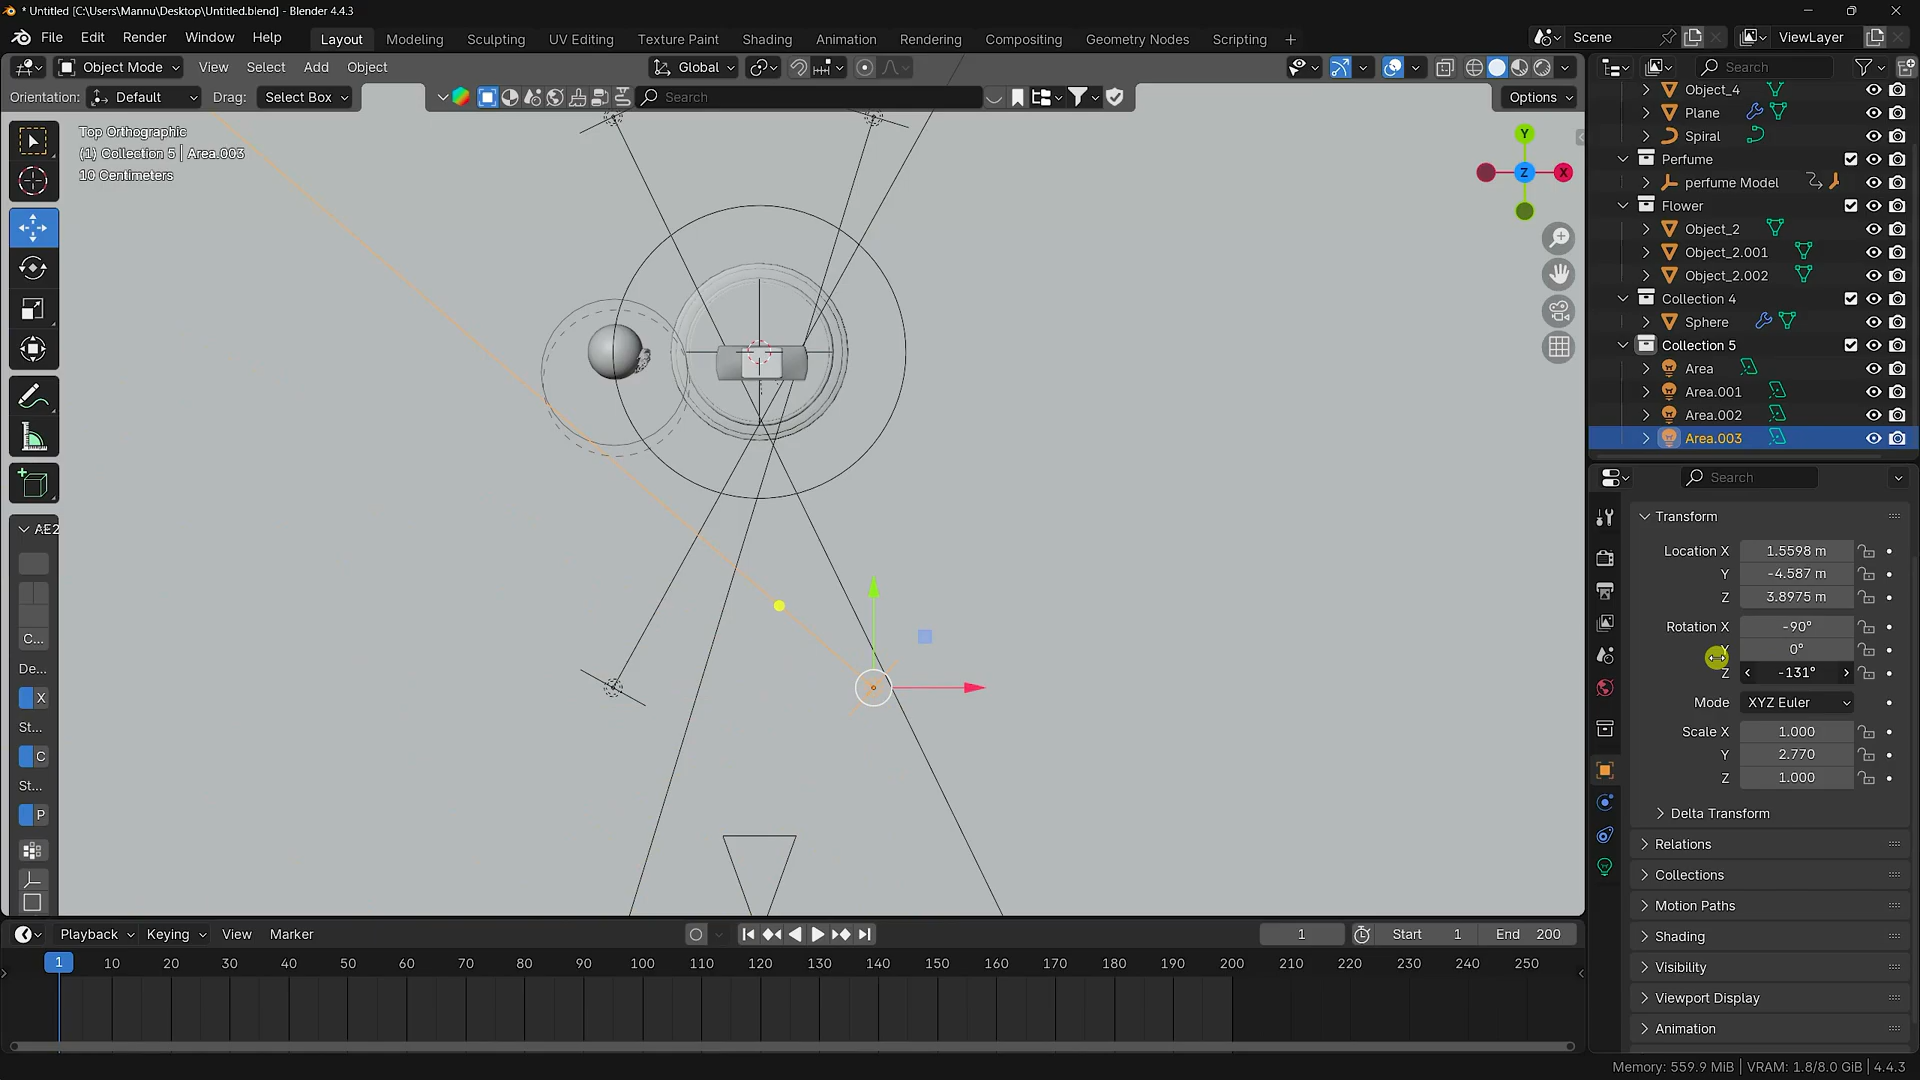 * Untitled [C:\Users\Mannu\Desktop\Untitled.blend] - Blender 4.4.3
File Edit Render Window Help Layout Modeling Sculpting UV Editing Texture Paint Shading Animation Rendering Compositing Geometry Nodes Scripting + Scene ViewLayer
Object Mode View Select Add Object Global Search
Orientation: Default Drag: Select Box Search Options
Top Orthographic
(1) Collection 5 | Area.003
10 Centimeters
Y
Z X
AE2
C...
De...
X
St...
C
St...
P
Object_4
Plane
Spiral
Perfume
perfume Model
Flower
Object_2
Object_2.001
Object_2.002
Collection 4
Sphere
Collection 5
Area
Area.001
Area.002
Area.003
Search
Transform
Location X 1.5598 m
Y -4.587 m
Z 3.8975 m
Rotation X -90°
Y 0°
Z -131°
Mode XYZ Euler
Scale X 1.000
Y 2.770
Z 1.000
Delta Transform
Relations
Collections
Motion Paths
Shading
Visibility
Viewport Display
Animation
Playback Keying View Marker 1 Start 1 End 200
1 10 20 30 40 50 60 70 80 90 100 110 120 130 140 150 160 170 180 190 200 210 220 230 240 250
Memory: 559.9 MiB | VRAM: 1.8/8.0 GiB | 4.4.3